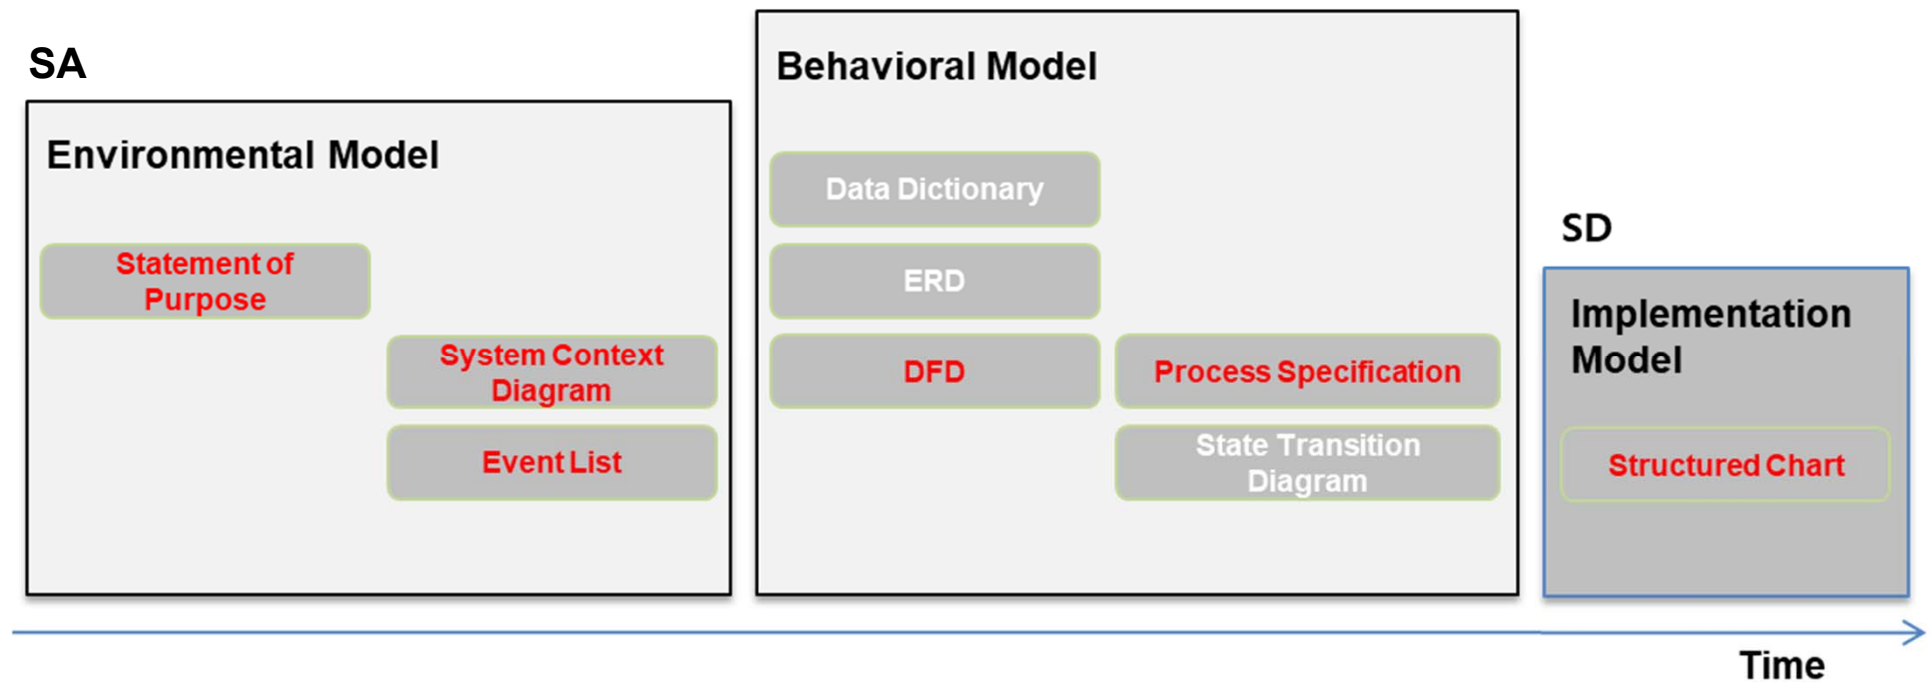 SA
Environmental Model
Statement of
Purpose
System Context
Diagram
Event List
Behavioral Model
Data Dictionary
ERD
DFD
Process Specification
State Transition
Diagram
SD
Implementation
Model
Structured Chart
Time